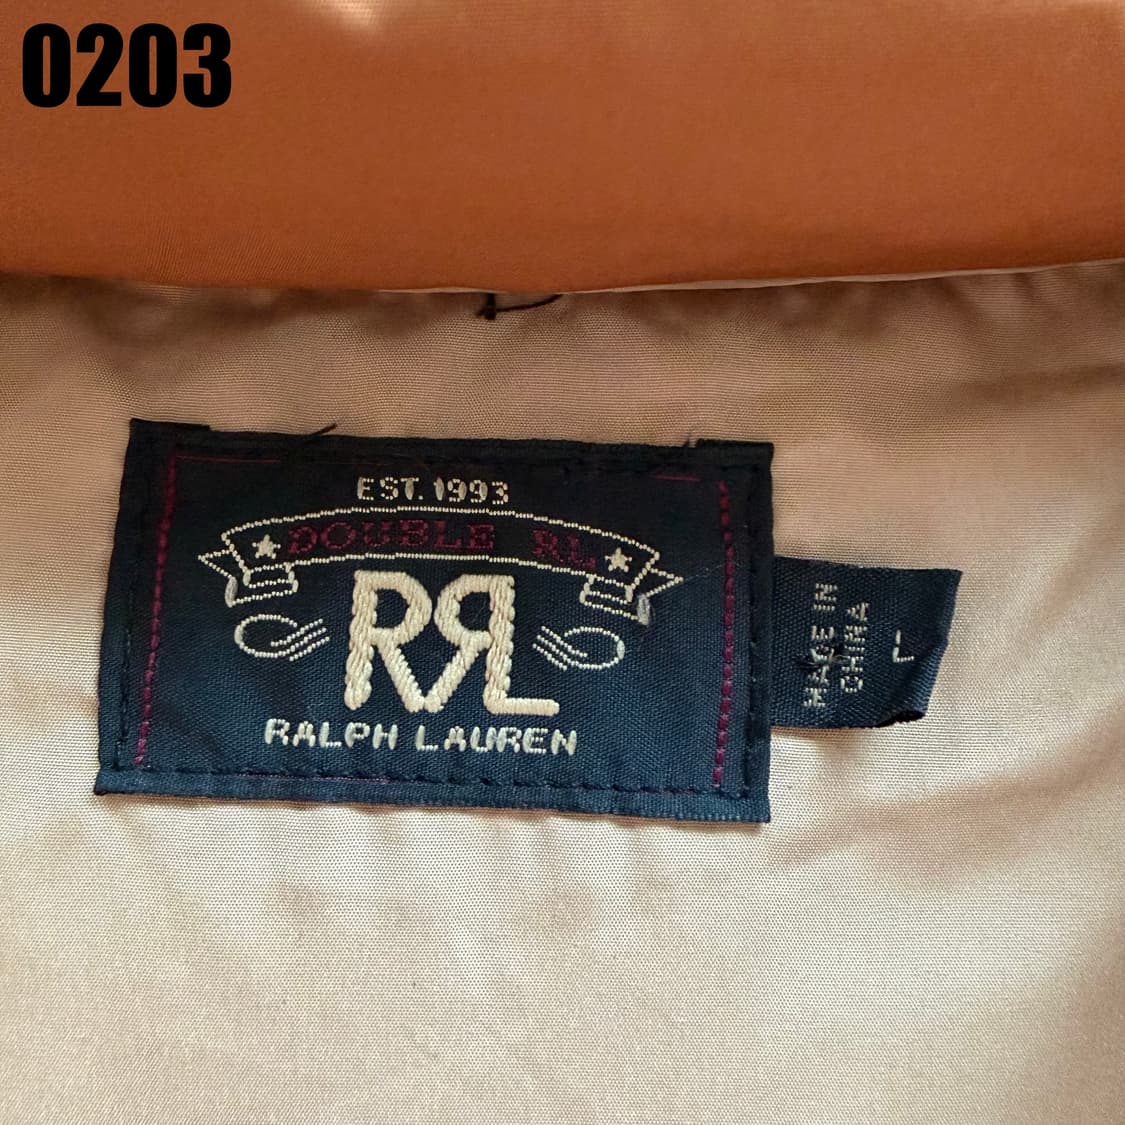 0203
EST. 1993
DOUBLE RL
RRL
RALPH LAUREN
MADE IN
CHINA
L